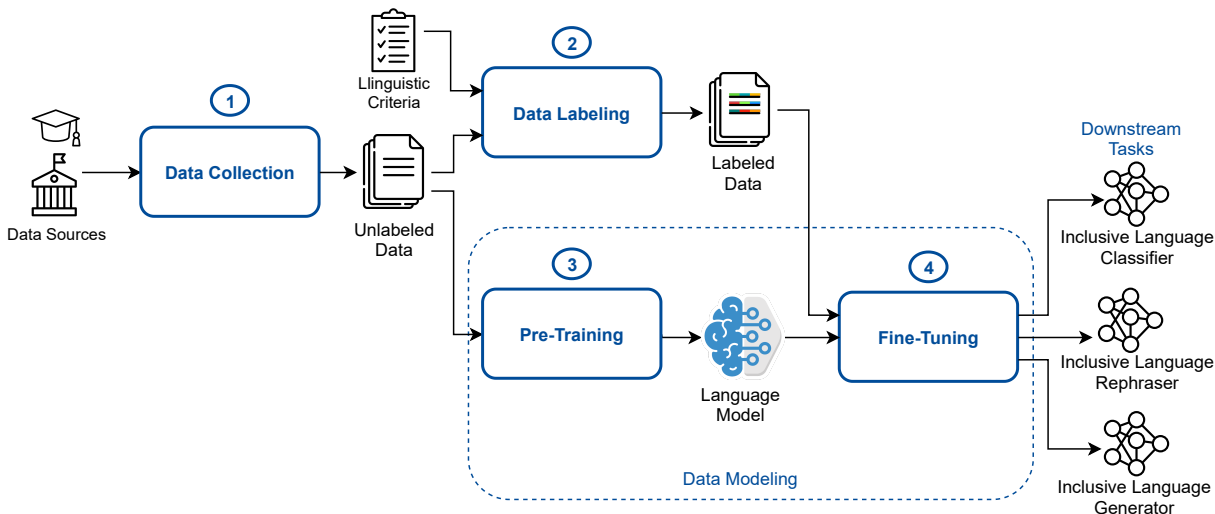 1
Data Collection
Data Sources
Llinguistic
Criteria
Unlabeled
Data
2
Data Labeling
Labeled
Data
3
Pre-Training
Language
Model
4
Fine-Tuning
Data Modeling
Downstream
Tasks
Inclusive Language
Classifier
Inclusive Language
Rephraser
Inclusive Language
Generator